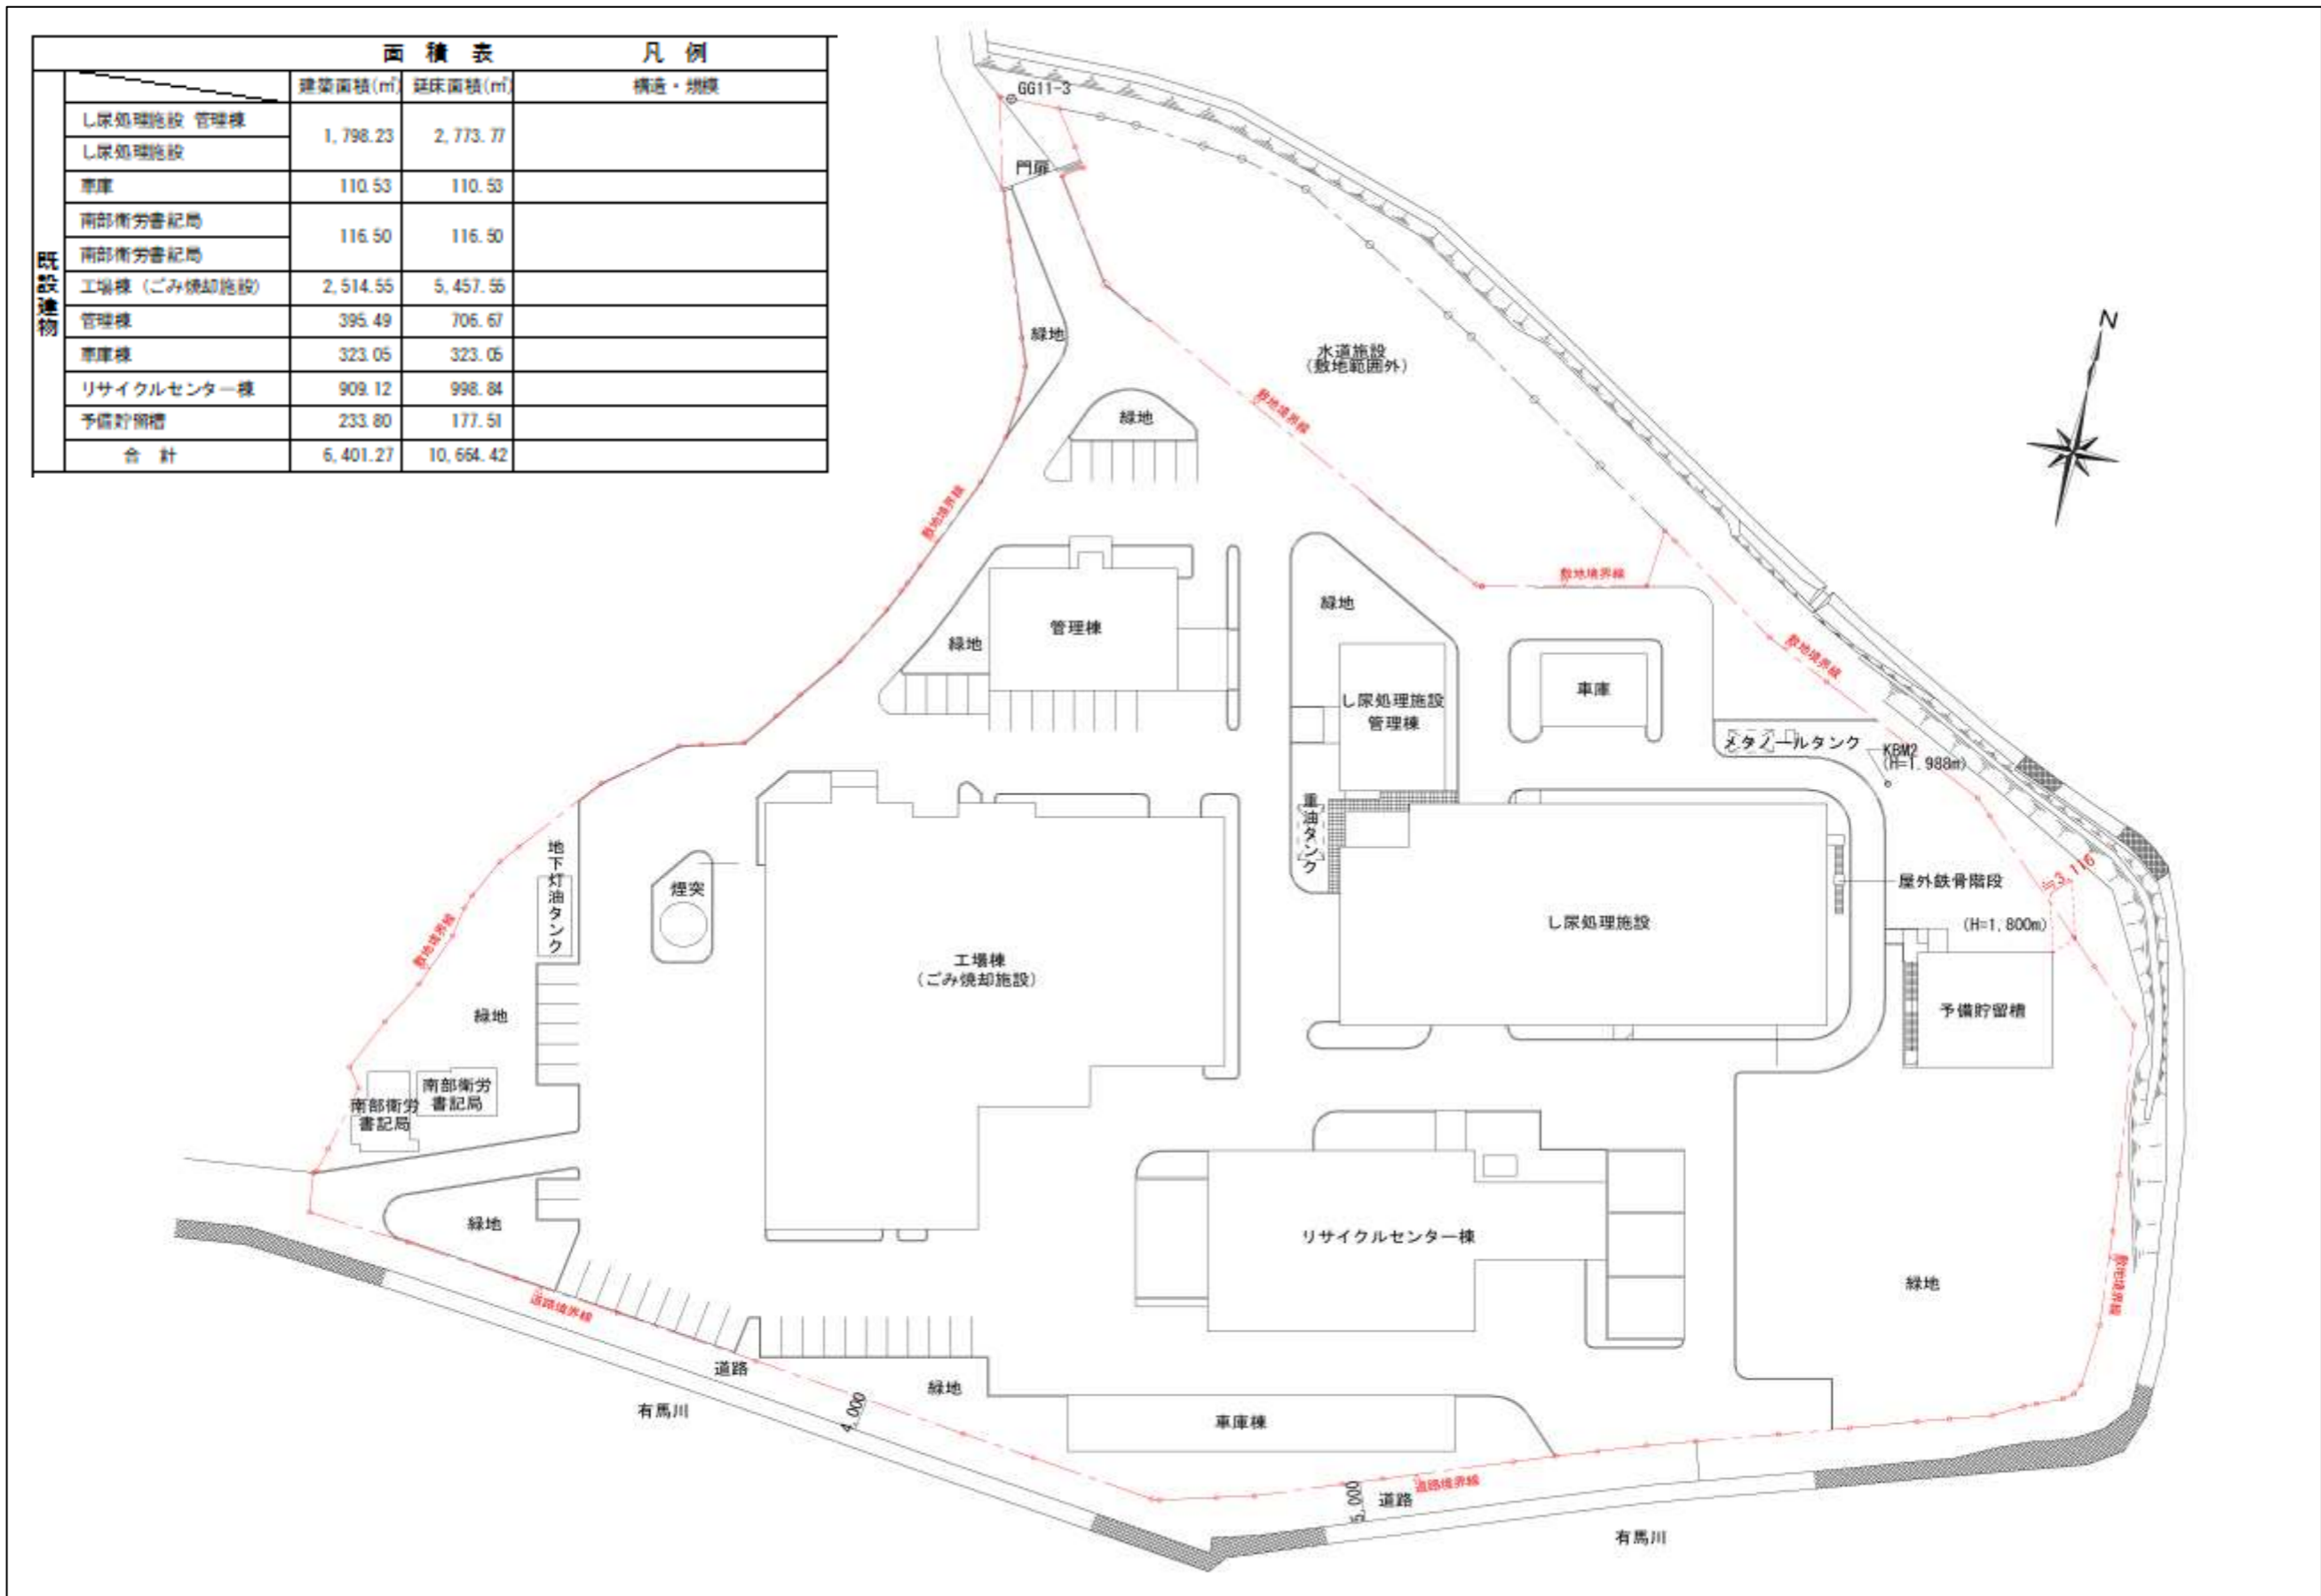 面積表 凡例
建築面積(㎡) 延床面積(㎡) 構造・規模
既設建物
し尿処理施設 管理棟
し尿処理施設
1,798.23 2,773.77
車庫 110.53 110.53
南部衛労書記局
南部衛労書記局
116.50 116.50
工場棟（ごみ焼却施設） 2,514.55 5,457.55
管理棟 395.49 706.67
車庫棟 323.05 323.05
リサイクルセンター棟 909.12 998.84
予備貯留槽 233.80 177.51
合計 6,401.27 10,664.42
GG11-3
門扉
緑地
水道施設
(敷地範囲外)
N
敷地境界線
緑地
敷地境界線
敷地境界線
緑地
管理棟
緑地
敷地境界線
し尿処理施設
管理棟
車庫
メタノールタンク
KBM2
(H=1.988m)
重油タンク
地下灯油タンク
煙突
≒3,116
屋外鉄骨階段
(H=1,800m)
し尿処理施設
敷地境界線
工場棟
(ごみ焼却施設)
予備貯留槽
緑地
南部衛労
書記局
南部衛労
書記局
緑地
リサイクルセンター棟
緑地
敷地境界線
道路境界線
道路
緑地
4,000
有馬川
車庫棟
道路境界線
5,000
道路
有馬川